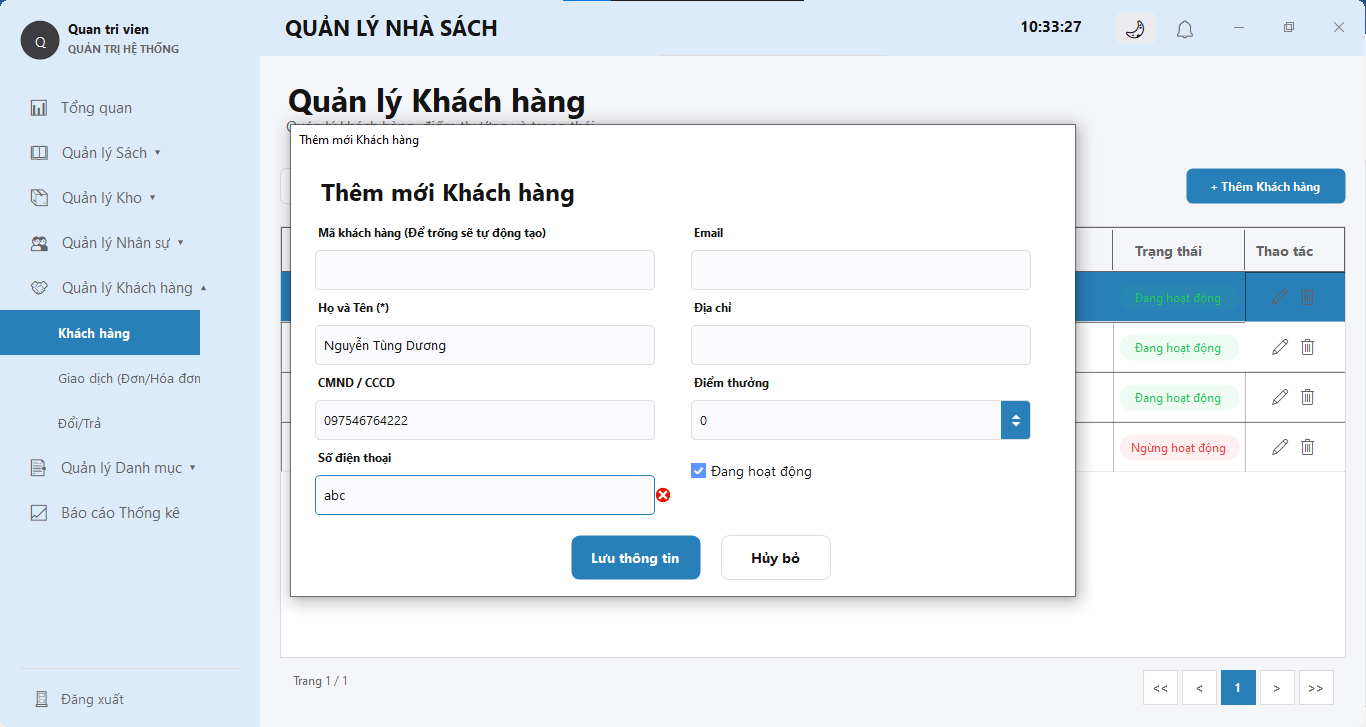 Q
Quan tri vien
QUẢN TRỊ HỆ THỐNG
QUẢN LÝ NHÀ SÁCH
10:33:27
Tổng quan
Quản lý Sách
Quản lý Kho
Quản lý Nhân sự
Quản lý Khách hàng
Khách hàng
Giao dịch (Đơn/Hóa đơn
Đổi/Trả
Quản lý Danh mục
Báo cáo Thống kê
Đăng xuất
Quản lý Khách hàng
+ Thêm Khách hàng
Trạng thái
Thao tác
Đang hoạt động
Đang hoạt động
Đang hoạt động
Ngừng hoạt động
Thêm mới Khách hàng
Thêm mới Khách hàng
Mã khách hàng (Để trống sẽ tự động tạo)
Email
Họ và Tên (*)
Địa chỉ
Nguyễn Tùng Dương
CMND / CCCD
Điểm thưởng
097546764222
0
Số điện thoại
Đang hoạt động
abc
Lưu thông tin
Hủy bỏ
Trang 1 / 1
<<
<
1
>
>>